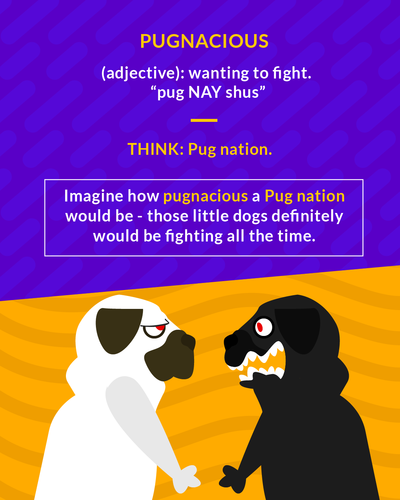 PUGNACIOUS
(adjective): wanting to fight.
“pug NAY shus”
THINK: Pug nation.
Imagine how pugnacious a Pug nation
would be - those little dogs definitely
would be fighting all the time.